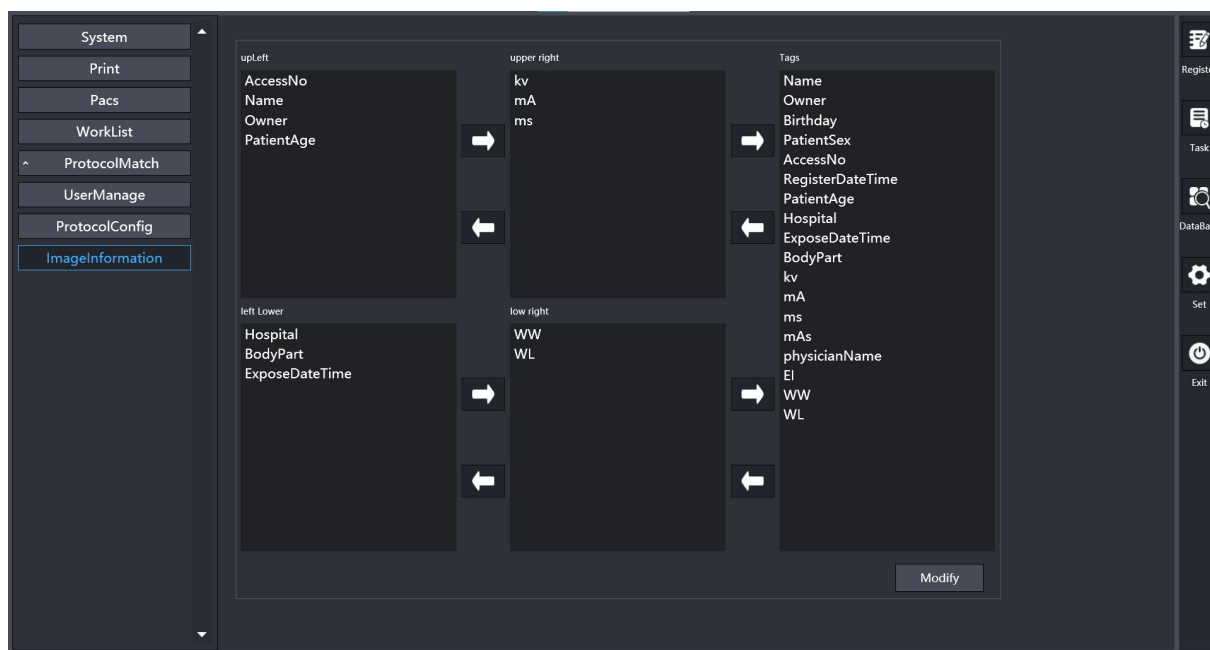 System
Print
Pacs
WorkList
ProtocolMatch
UserManage
ProtocolConfig
ImageInformation
upLeft
AccessNo
Name
Owner
PatientAge
upper right
kv
mA
ms
Tags
Name
Owner
Birthday
PatientSex
AccessNo
RegisterDateTime
PatientAge
Hospital
ExposeDateTime
BodyPart
kv
mA
ms
mAs
physicianName
EI
WW
WL
left Lower
Hospital
BodyPart
ExposeDateTime
low right
WW
WL
Modify
Registe
Task
DataBa
Set
Exit